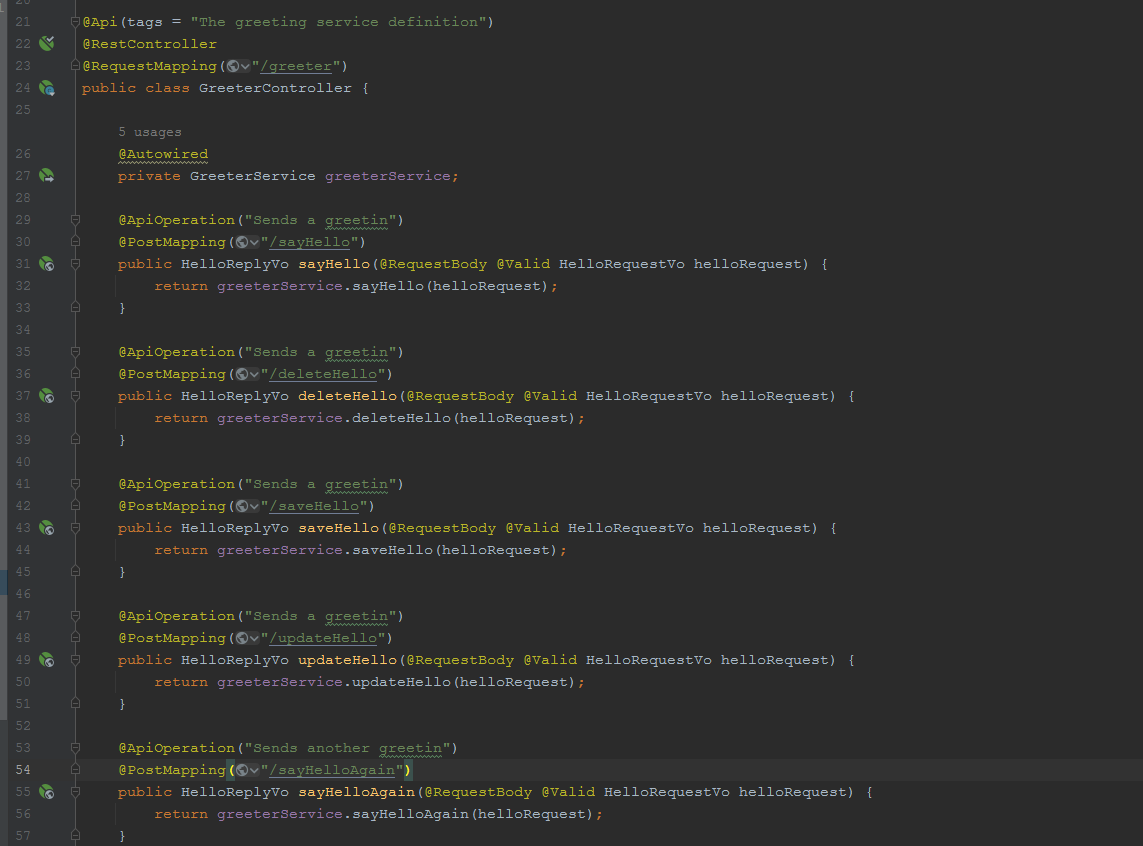 21 @Api(tags = "The greeting service definition")
22 @RestController
23 @RequestMapping("/greeter")
24 public class GreeterController {
25
5 usages
26 @Autowired
27 private GreeterService greeterService;
28
29 @ApiOperation("Sends a greetin")
30 @PostMapping("/sayHello")
31 public HelloReplyVo sayHello(@RequestBody @Valid HelloRequestVo helloRequest) {
32 return greeterService.sayHello(helloRequest);
33 }
34
35 @ApiOperation("Sends a greetin")
36 @PostMapping("/deleteHello")
37 public HelloReplyVo deleteHello(@RequestBody @Valid HelloRequestVo helloRequest) {
38 return greeterService.deleteHello(helloRequest);
39 }
40
41 @ApiOperation("Sends a greetin")
42 @PostMapping("/saveHello")
43 public HelloReplyVo saveHello(@RequestBody @Valid HelloRequestVo helloRequest) {
44 return greeterService.saveHello(helloRequest);
45 }
46
47 @ApiOperation("Sends a greetin")
48 @PostMapping("/updateHello")
49 public HelloReplyVo updateHello(@RequestBody @Valid HelloRequestVo helloRequest) {
50 return greeterService.updateHello(helloRequest);
51 }
52
53 @ApiOperation("Sends another greetin")
54 @PostMapping("/sayHelloAgain")
55 public HelloReplyVo sayHelloAgain(@RequestBody @Valid HelloRequestVo helloRequest) {
56 return greeterService.sayHelloAgain(helloRequest);
57 }